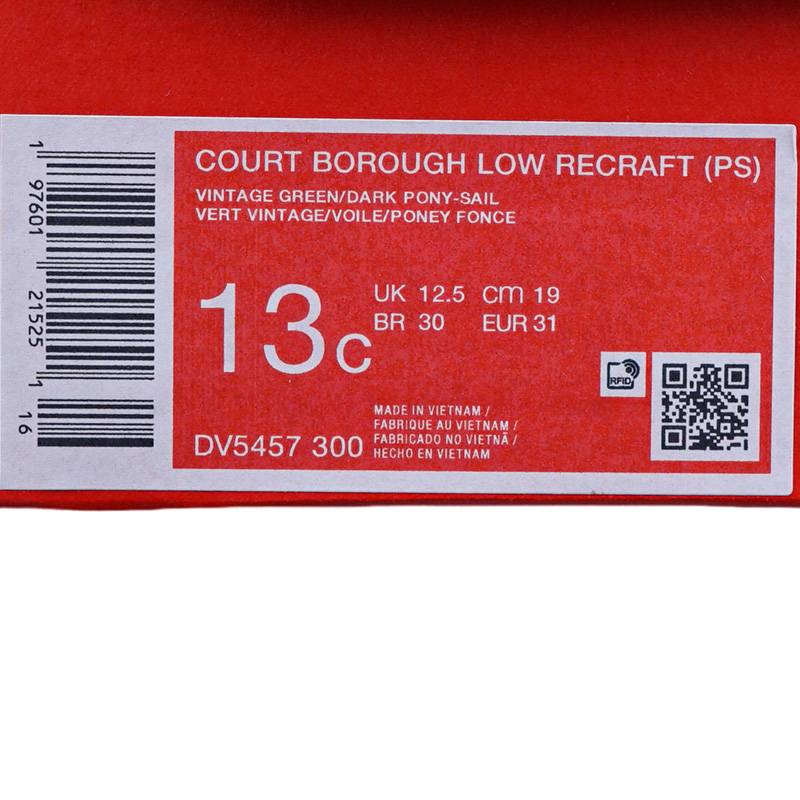 COURT BOROUGH LOW RECRAFT (PS)
VINTAGE GREEN/DARK PONY-SAIL
VERT VINTAGE/VOILE/PONEY FONCE
13C
UK 12.5 cm 19
BR 30 EUR 31
RFID
MADE IN VIETNAM /
FABRIQUE AU VIETNAM /
FABRICADO NO VIETNÃ /
HECHO EN VIETNAM
DV5457 300
1 97601 21525 1 16